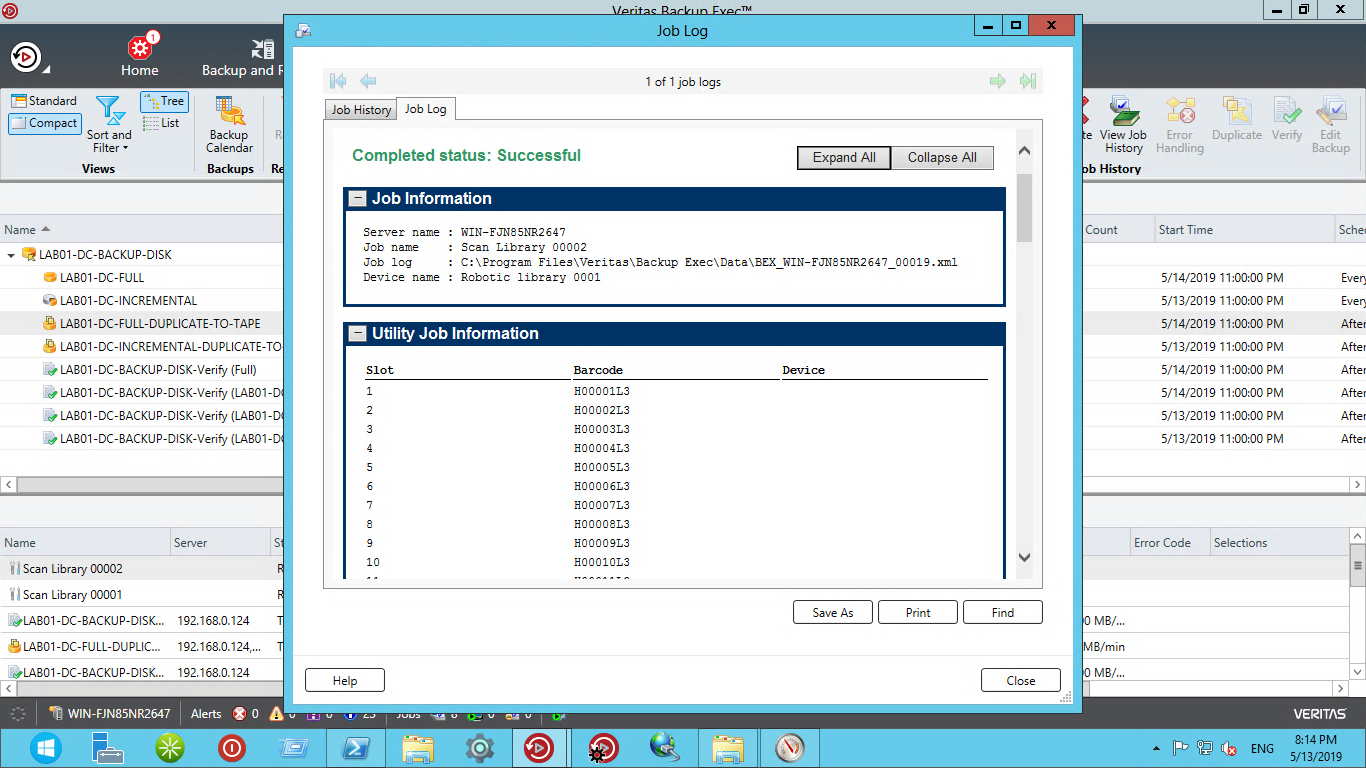 Veritas Backup Exec™
Job Log
1
Home
Backup and R
1 of 1 job logs
Standard
Compact
Sort and
Filter
Tree
List
Views
Backup
Calendar
Backups
Job History
Job Log
View Job
History
Error
Handling
Duplicate
Verify
Edit
Backup
ob History
Completed status: Successful
Expand All
Collapse All
Job Information
Server name : WIN-FJN85NR2647
Job name : Scan Library 00002
Job log : C:\Program Files\Veritas\Backup Exec\Data\BEX_WIN-FJN85NR2647_00019.xml
Device name : Robotic library 0001
Utility Job Information
Slot Barcode Device
1 H00001L3
2 H00002L3
3 H00003L3
4 H00004L3
5 H00005L3
6 H00006L3
7 H00007L3
8 H00008L3
9 H00009L3
10 H00010L3
Save As
Print
Find
Help
Close
Name
LAB01-DC-BACKUP-DISK
LAB01-DC-FULL
LAB01-DC-INCREMENTAL
LAB01-DC-FULL-DUPLICATE-TO-TAPE
LAB01-DC-INCREMENTAL-DUPLICATE-TO-
LAB01-DC-BACKUP-DISK-Verify (Full)
LAB01-DC-BACKUP-DISK-Verify (LAB01-DC
LAB01-DC-BACKUP-DISK-Verify (LAB01-DC
LAB01-DC-BACKUP-DISK-Verify (LAB01-DC
Count Start Time Sche
5/14/2019 11:00:00 PM Every
5/13/2019 11:00:00 PM Every
5/14/2019 11:00:00 PM After
5/13/2019 11:00:00 PM After
5/14/2019 11:00:00 PM After
5/14/2019 11:00:00 PM After
5/13/2019 11:00:00 PM After
5/13/2019 11:00:00 PM After
Name Server St
Error Code Selections
Scan Library 00002 R
Scan Library 00001 R
LAB01-DC-BACKUP-DISK... 192.168.0.124 T
LAB01-DC-FULL-DUPLIC... 192.168.0.124,...
LAB01-DC-BACKUP-DISK... 192.168.0.124
00 MB/...
MB/min
00 MB/...
WIN-FJN85NR2647
Alerts 0 0 0 23
Jobs 8 0 0
VERITAS
ENG
8:14 PM
5/13/2019